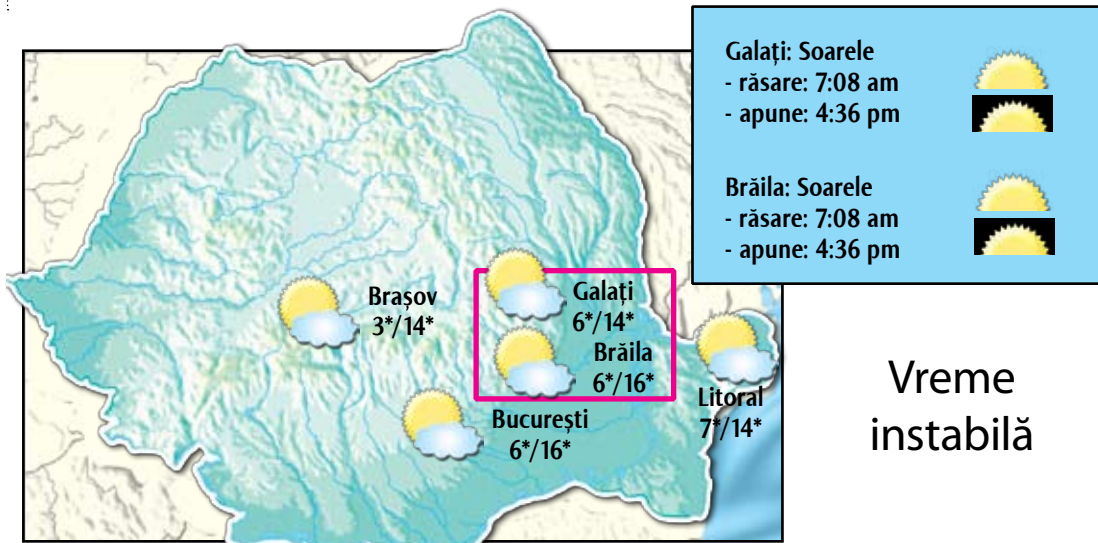 Galați: Soarele
- răsare: 7:08 am
- apune: 4:36 pm
Brăila: Soarele
- răsare: 7:08 am
- apune: 4:36 pm
Brașov
3*/14*
Galați
6*/14*
Brăila
6*/16*
Litoral
7*/14*
București
6*/16*
Vreme
instabilă